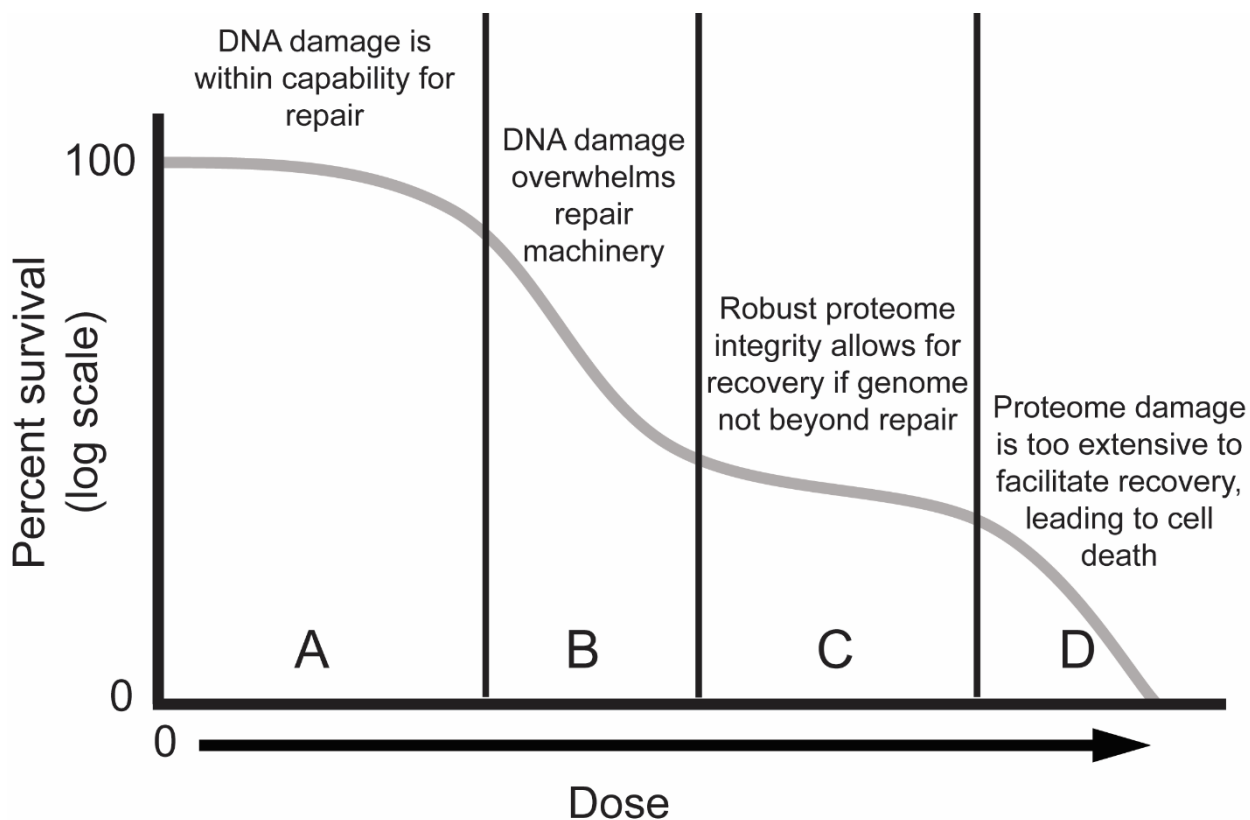 DNA damage is
within capability for
repair
DNA damage
overwhelms
repair
machinery
Robust proteome
integrity allows for
recovery if genome
not beyond repair
Proteome damage
is too extensive to
facilitate recovery,
leading to cell
death
100
Percent survival
(log scale)
A
B
C
D
0
0
Dose